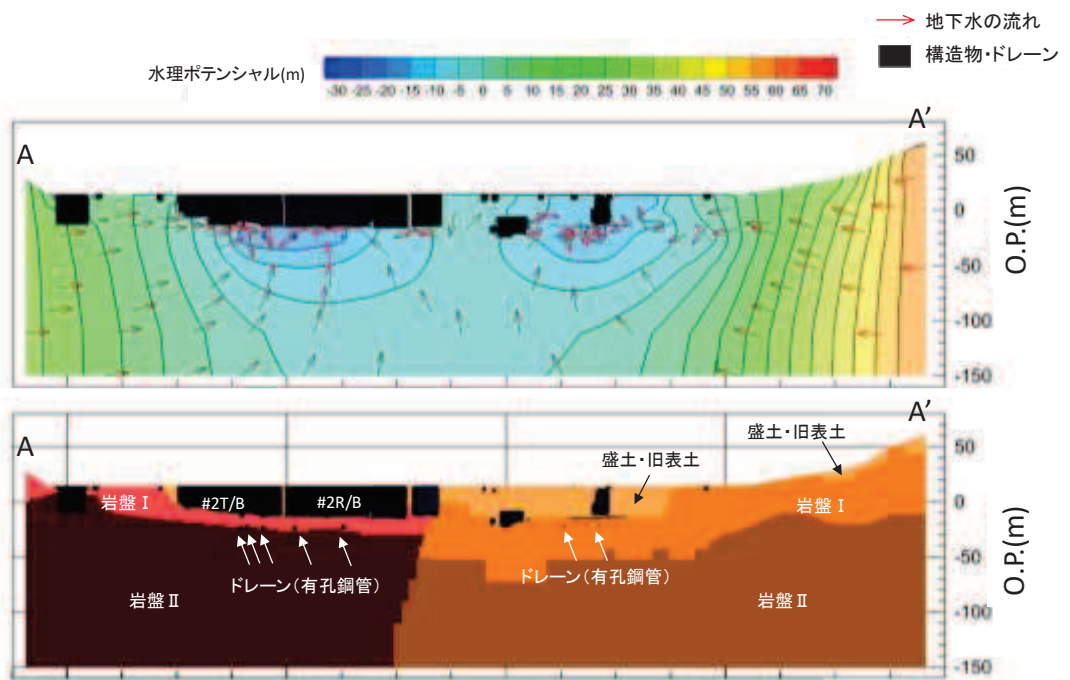 → 地下水の流れ
■ 構造物・ドレーン
水理ポテンシャル(m)
-30 -25 -20 -15 -10 -5 0 5 10 15 20 25 30 35 40 45 50 55 60 65 70
A
A’
50
0
-50
-100
-150
O.P.(m)
A
A’
盛土・旧表土
盛土・旧表土
50
0
-50
-100
-150
O.P.(m)
岩盤Ⅰ
#2T/B
#2R/B
岩盤Ⅰ
ドレーン(有孔鋼管)
ドレーン(有孔鋼管)
岩盤Ⅱ
岩盤Ⅱ